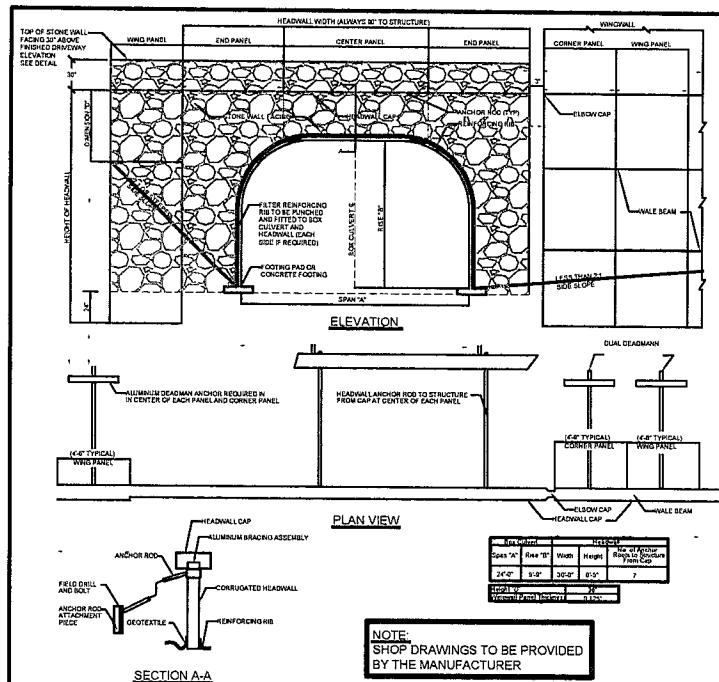 HEADWALL WIDTH (ALWAYS 90° TO STRUCTURE)
TOP OF STONE WALL
FACING 30" ABOVE
FINISHED DRIVEWAY
ELEVATION
SEE DETAIL
WING PANEL
END PANEL
CENTER PANEL
END PANEL
WINGWALL
CORNER PANEL
WING PANEL
30"
3"
DIMENSION "D"
HEIGHT OF HEADWALL
24"
STONE WALL FACING
HEADWALL CAP
ANCHOR ROD (TYP)
REINFORCING RIB
ELBOW CAP
FILTER REINFORCING
RIB TO BE PUNCHED
AND FITTED TO BOX
CULVERT AND
HEADWALL (EACH
SIDE IF REQUIRED)
BOX CULVERT
RISE "B"
WALE BEAM
FOOTING PAD OR
CONCRETE FOOTING
LESS THAN 2:1
SIDE SLOPE
SPAN "A"
ELEVATION
DUAL DEADMANN
ALUMINUM DEADMAN ANCHOR REQUIRED IN
IN CENTER OF EACH PANEL AND CORNER PANEL
HEADWALL ANCHOR ROD TO STRUCTURE
FROM CAP AT CENTER OF EACH PANEL
(4'-6" TYPICAL)
WING PANEL
(4'-6" TYPICAL)
CORNER PANEL
(4'-6" TYPICAL)
WING PANEL
PLAN VIEW
ELBOW CAP
HEADWALL CAP
WALE BEAM
HEADWALL CAP
ALUMINUM BRACING ASSEMBLY
ANCHOR ROD
FIELD DRILL
AND BOLT
CORRUGATED HEADWALL
ANCHOR ROD
ATTACHMENT
PIECE
GEOTEXTILE
REINFORCING RIB
SECTION A-A
Box Culvert
Headwall
Span "A"
Rise "B"
Width
Height
No. of Anchor
Rods to Structure
From Cap
24'-0"
30'-0"
7
Height "D"
Wingwall Panel Thickness
NOTE:
SHOP DRAWINGS TO BE PROVIDED
BY THE MANUFACTURER